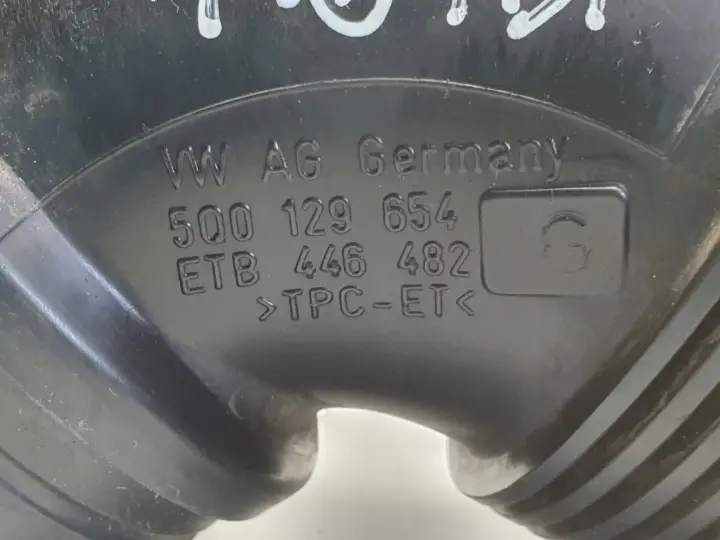 VW AG Germany
5Q0 129 654
G
ETB 446 482
>TPC-ET<